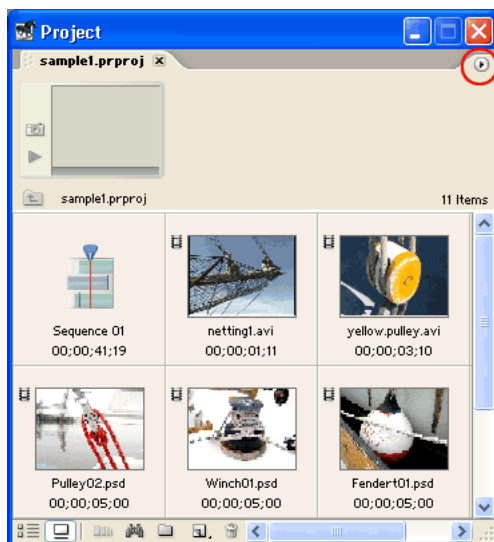 Project
sample1.prproj
sample1.prproj
11 Items
Sequence 01
00;00;41;19
netting1.avi
00;00;01;11
yellow.pulley.avi
00;00;03;10
Pulley02.psd
00;00;05;00
Winch01.psd
00;00;05;00
Fendert01.psd
00;00;05;00